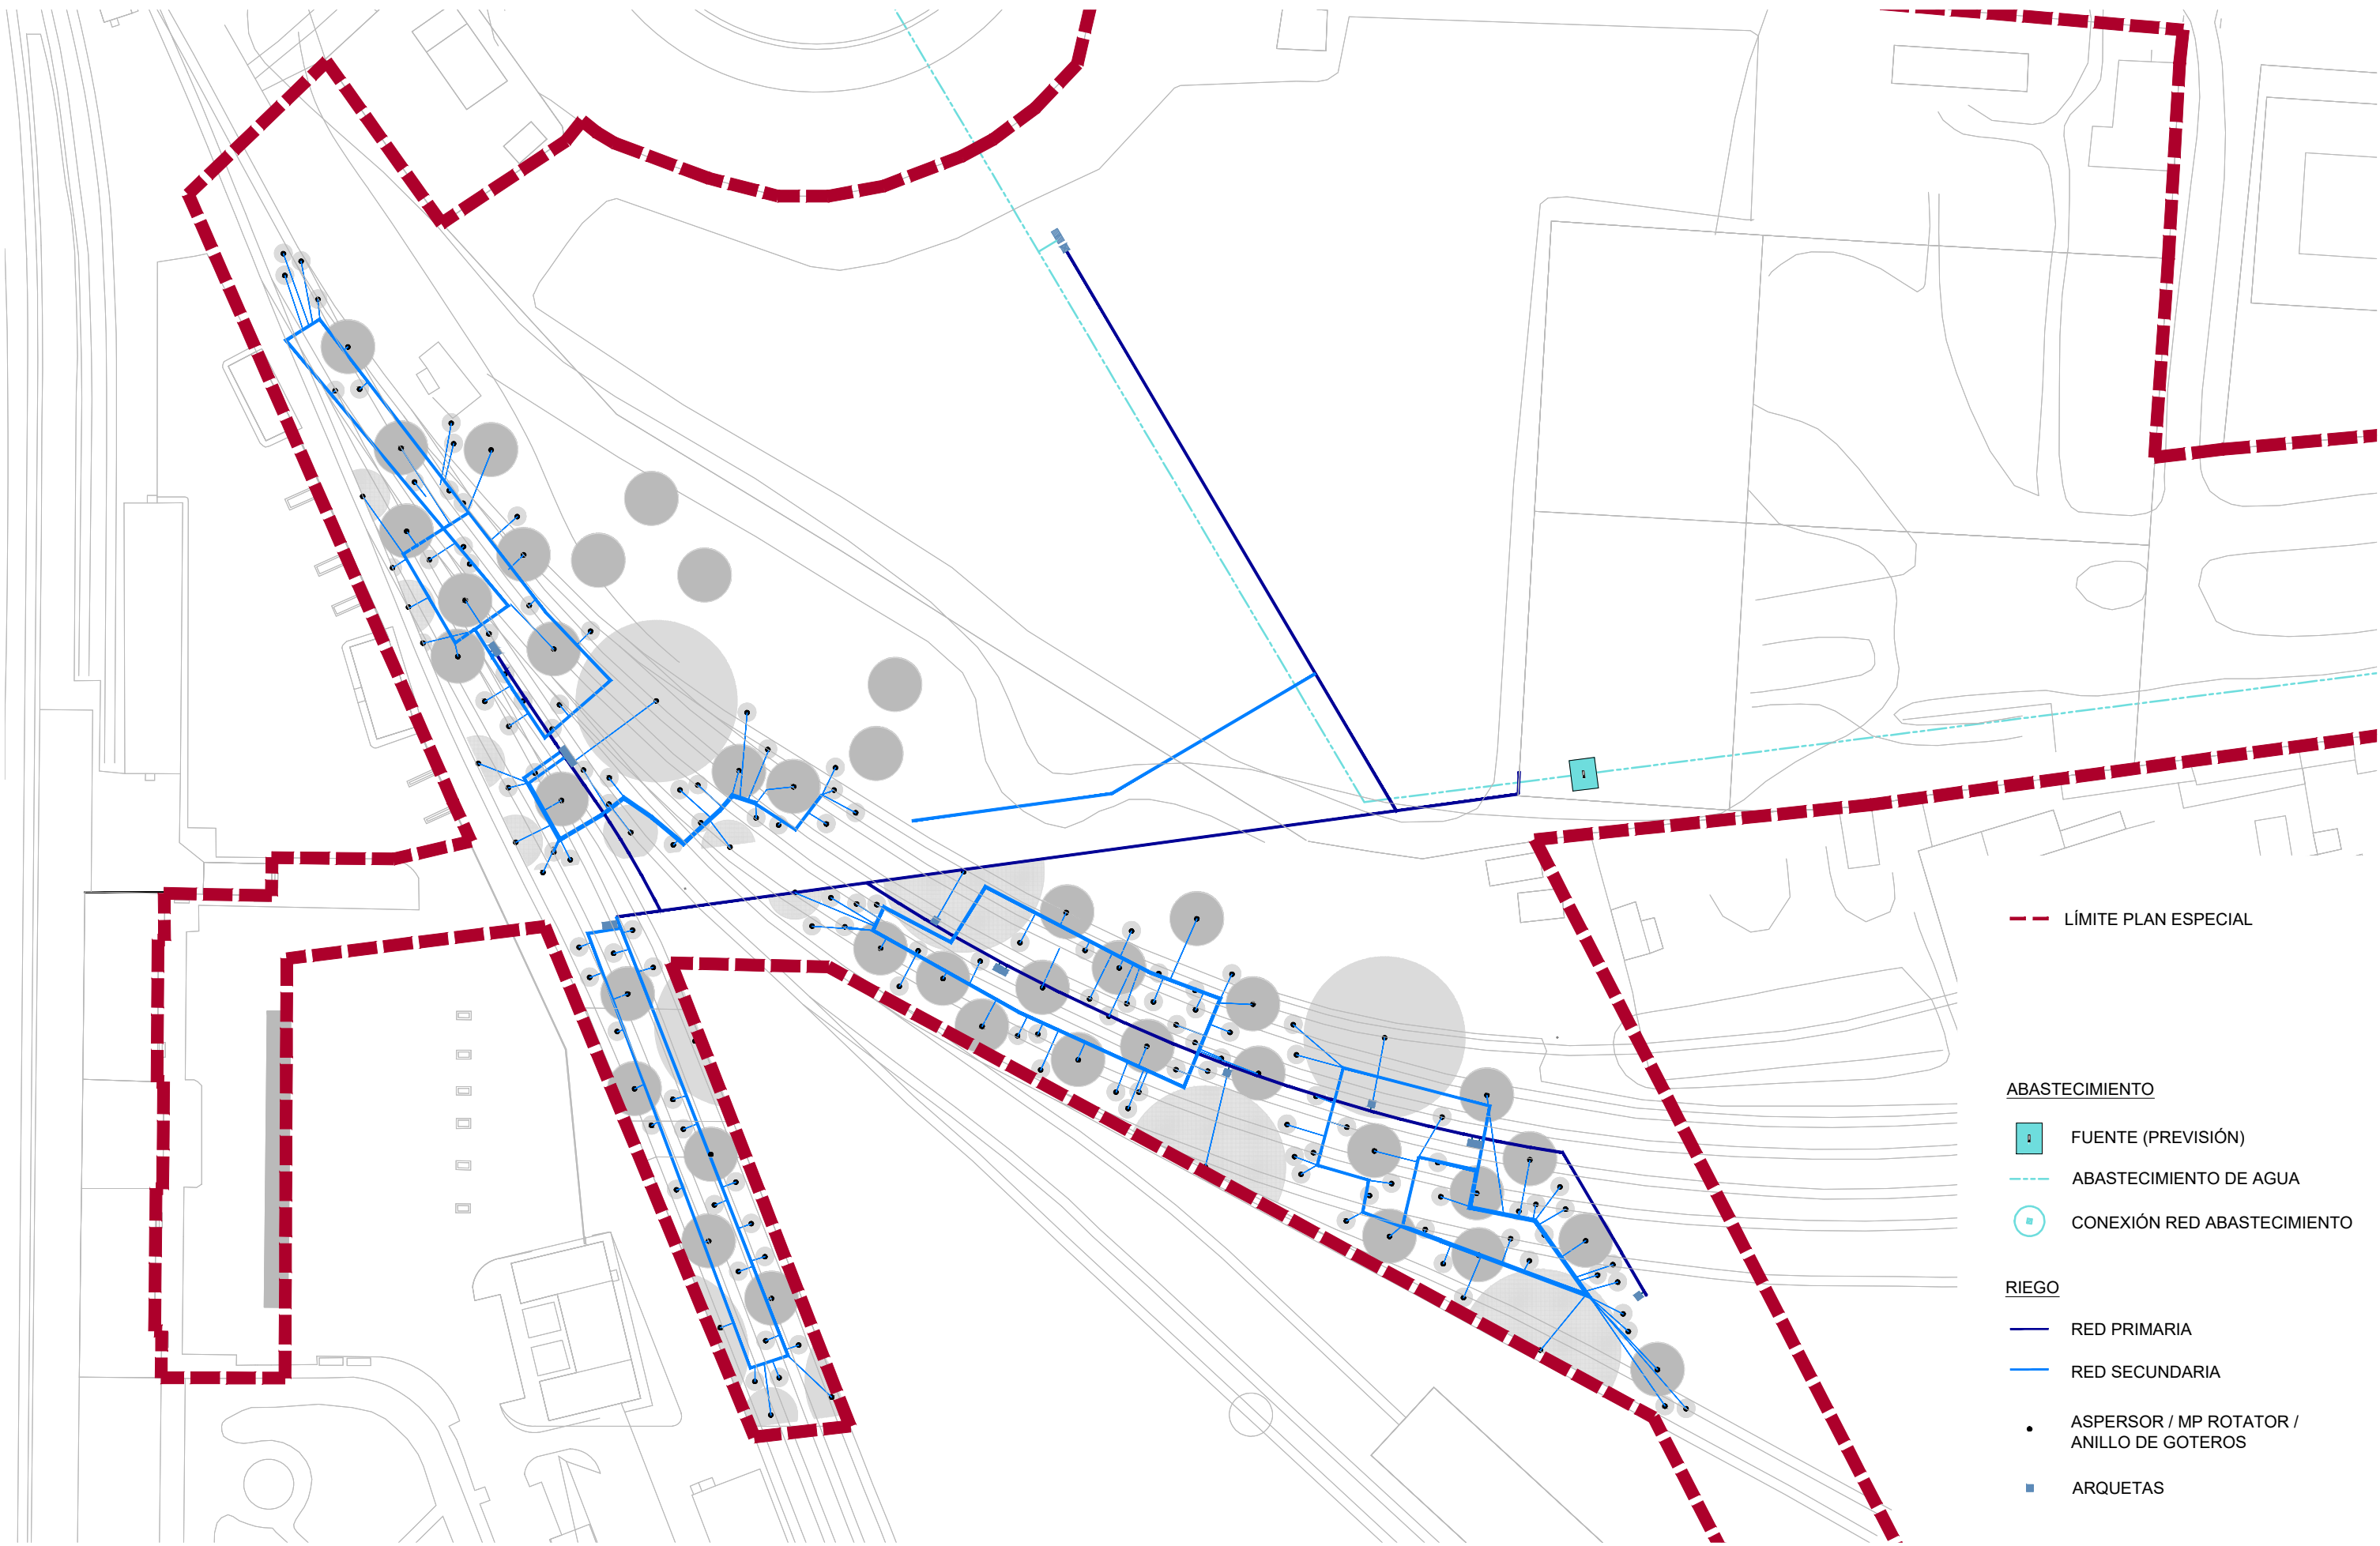 LÍMITE PLAN ESPECIAL
ABASTECIMIENTO
FUENTE (PREVISIÓN)
ABASTECIMIENTO DE AGUA
CONEXIÓN RED ABASTECIMIENTO
RIEGO
RED PRIMARIA
RED SECUNDARIA
ASPERSOR / MP ROTATOR /
ANILLO DE GOTEROS
ARQUETAS